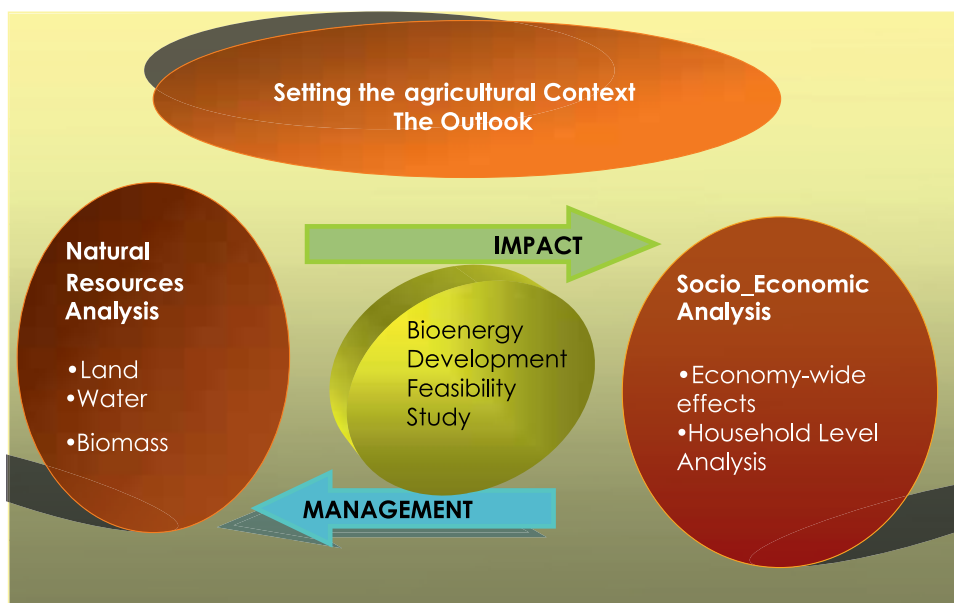 Setting the agricultural Context
The Outlook
Natural
Resources
Analysis
•Land
•Water
•Biomass
IMPACT
Bioenergy
Development
Feasibility
Study
MANAGEMENT
Socio_Economic
Analysis
•Economy-wide
effects
•Household Level
Analysis